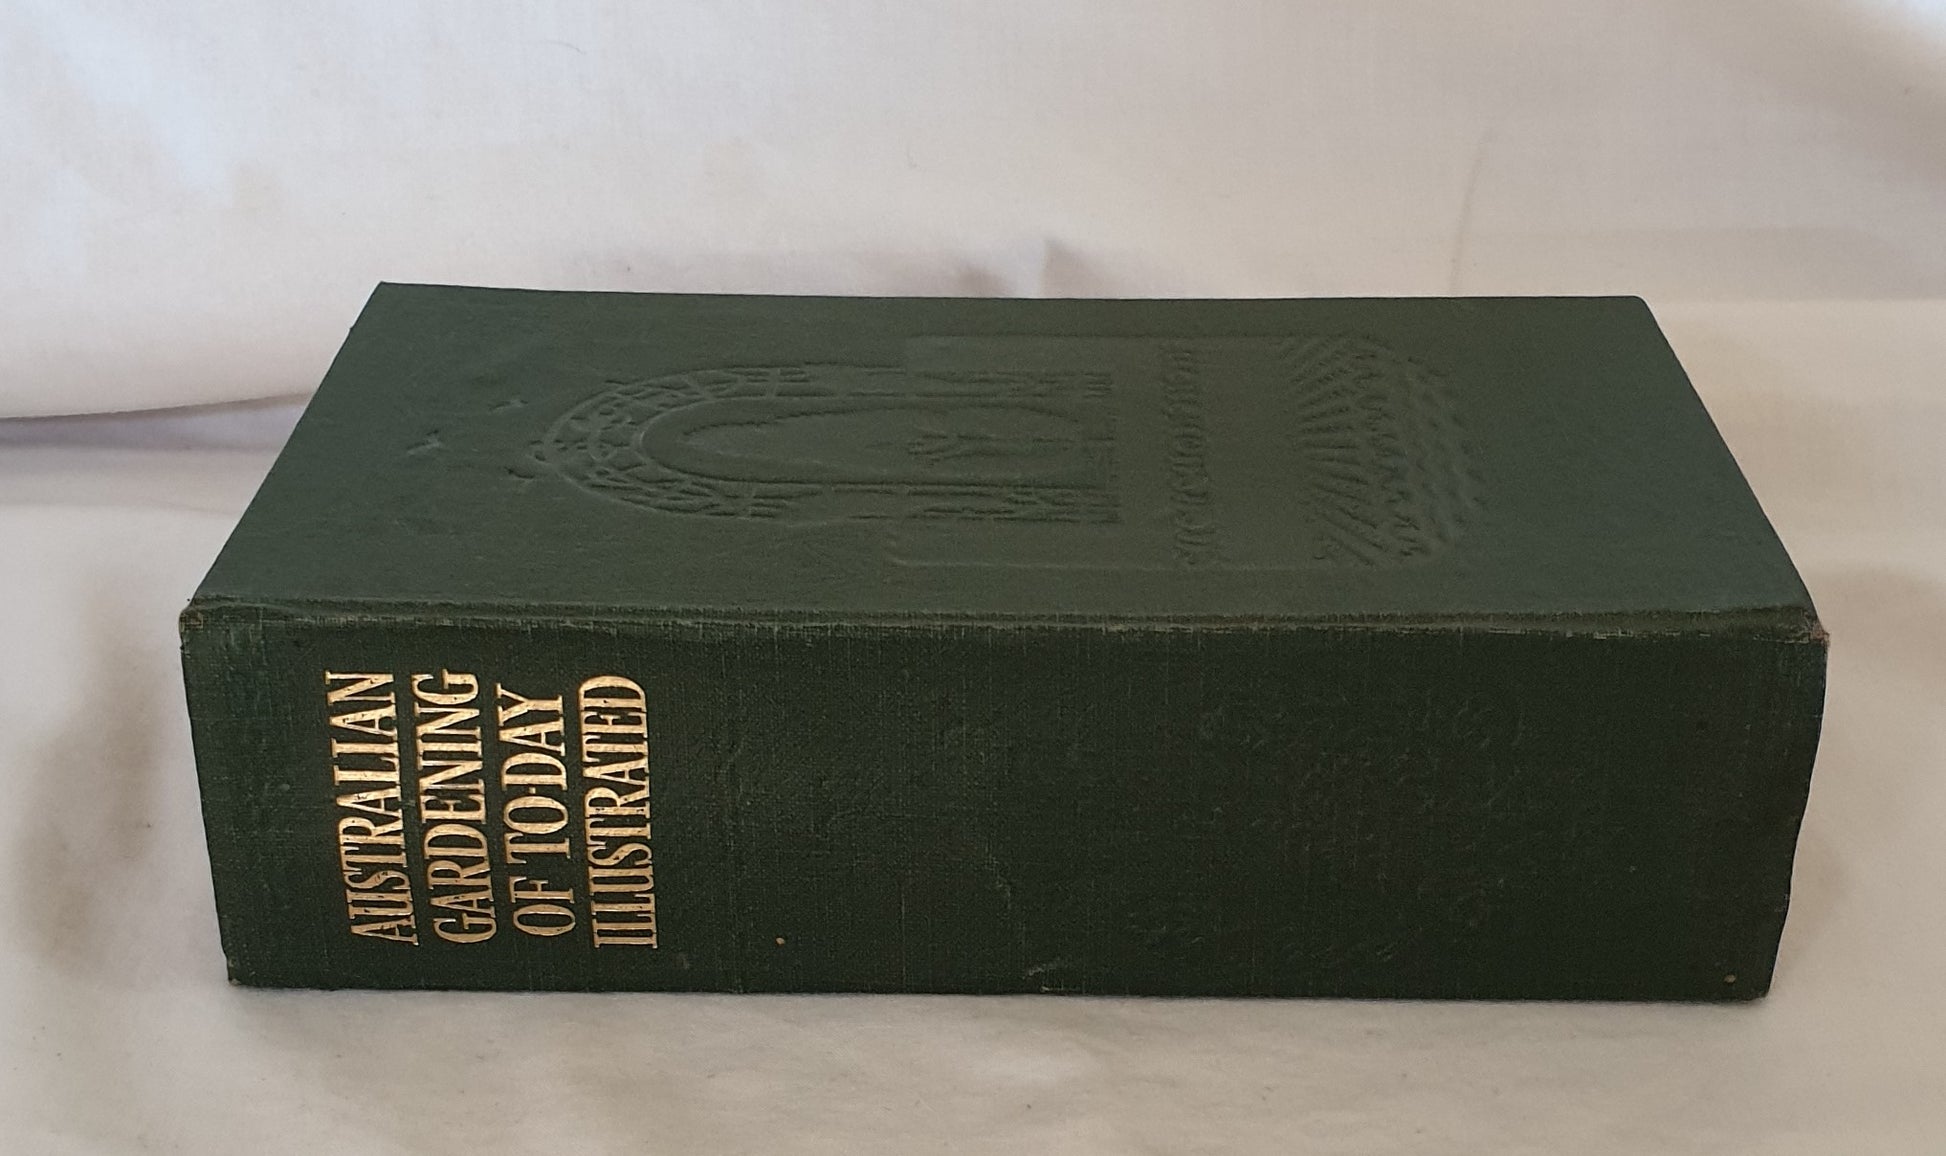 AUSTRALIAN
GARDENING
OF TO-DAY
ILLUSTRATED